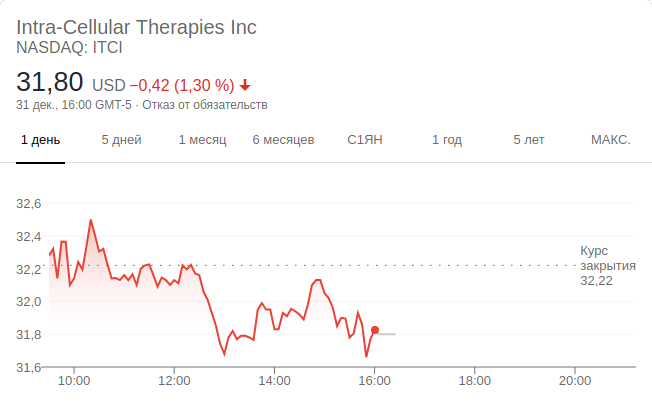 Intra-Cellular Therapies Inc
NASDAQ: ITCI
31,80 USD −0,42 (1,30 %)
31 дек., 16:00 GMT-5 · Отказ от обязательств
1 день 5 дней 1 месяц 6 месяцев С1ЯН 1 год 5 лет МАКС.
32,6
32,4
32,2
32,0
31,8
31,6
Курс
закрытия
32,22
10:00 12:00 14:00 16:00 18:00 20:00